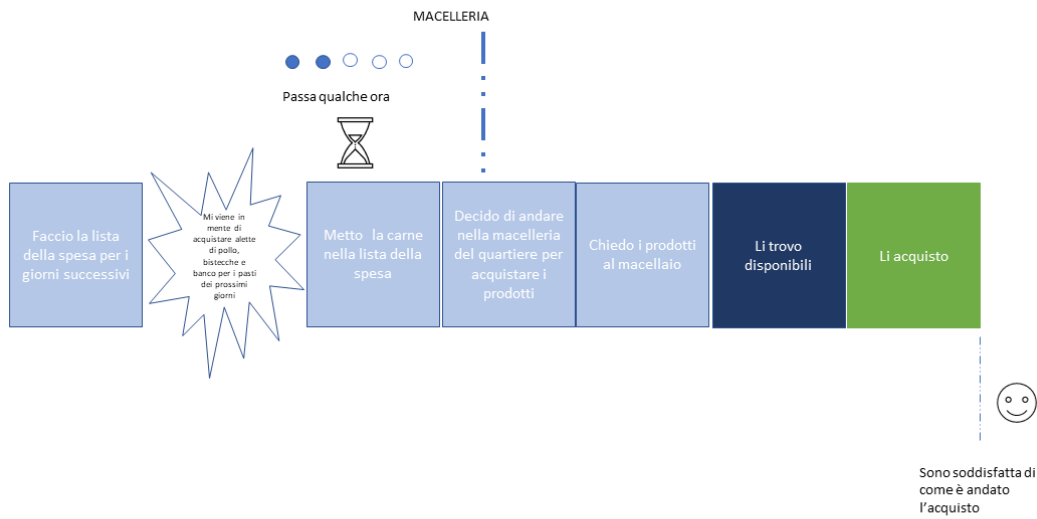 MACELLERIA
Passa qualche ora
Faccio la lista
della spesa per i
giorni successivi
Mi viene in
mente di
acquistare alette
di pollo,
bistecche e
banco per i pasti
dei prossimi
giorni
Metto la carne
nella lista della
spesa
Decido di andare
nella macelleria
del quartiere per
acquistare i
prodotti
Chiedo i prodotti
al macellaio
Li trovo
disponibili
Li acquisto
Sono soddisfatta di
come è andato
l’acquisto